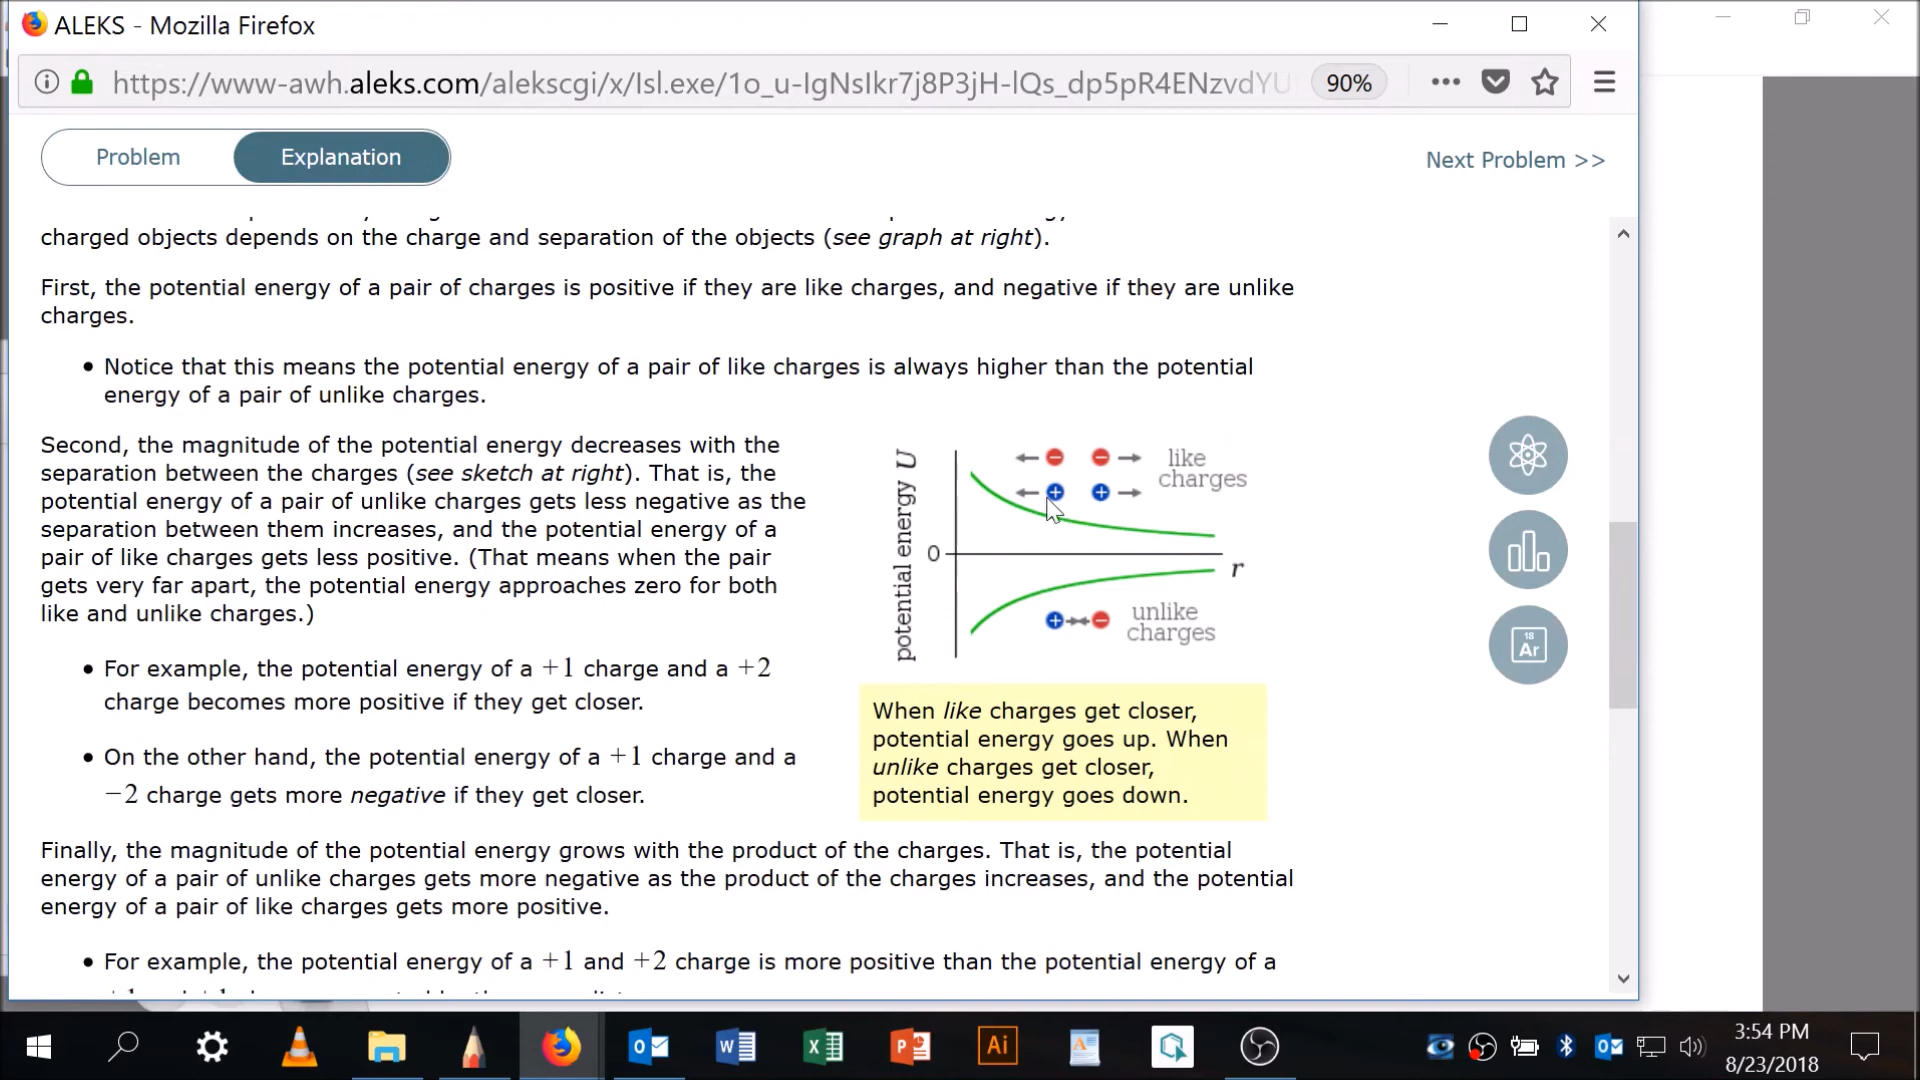 ALEKS - Mozilla Firefox
https://www-awh.aleks.com/alekscgi/x/Isl.exe/1o_u-IgNsIkr7j8P3jH-lQs_dp5pR4ENzvdYU
90%
Problem
Explanation
Next Problem >>
charged objects depends on the charge and separation of the objects (see graph at right).
First, the potential energy of a pair of charges is positive if they are like charges, and negative if they are unlike
charges.
• Notice that this means the potential energy of a pair of like charges is always higher than the potential
energy of a pair of unlike charges.
Second, the magnitude of the potential energy decreases with the
separation between the charges (see sketch at right). That is, the
potential energy of a pair of unlike charges gets less negative as the
separation between them increases, and the potential energy of a
pair of like charges gets less positive. (That means when the pair
gets very far apart, the potential energy approaches zero for both
like and unlike charges.)
• For example, the potential energy of a +1 charge and a +2
charge becomes more positive if they get closer.
• On the other hand, the potential energy of a +1 charge and a
−2 charge gets more negative if they get closer.
potential energy U
like
charges
0
r
unlike
charges
When like charges get closer,
potential energy goes up. When
unlike charges get closer,
potential energy goes down.
18
Ar
Finally, the magnitude of the potential energy grows with the product of the charges. That is, the potential
energy of a pair of unlike charges gets more negative as the product of the charges increases, and the potential
energy of a pair of like charges gets more positive.
• For example, the potential energy of a +1 and +2 charge is more positive than the potential energy of a
Ai
3:54 PM
8/23/2018